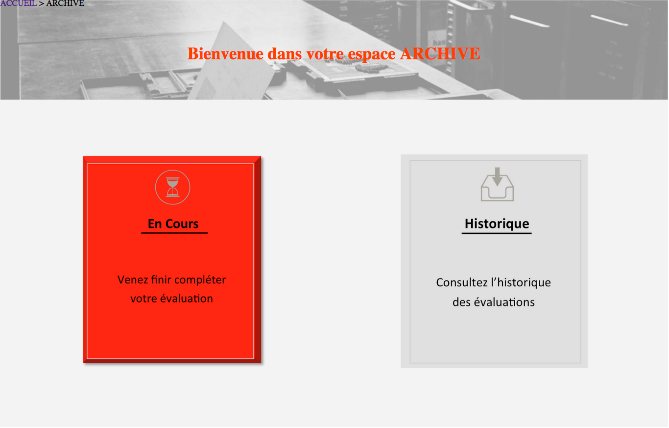 ACCUEIL > ARCHIVE
Bienvenue dans votre espace ARCHIVE
En Cours
Venez finir compléter
votre évaluation
Historique
Consultez l’historique
des évaluations